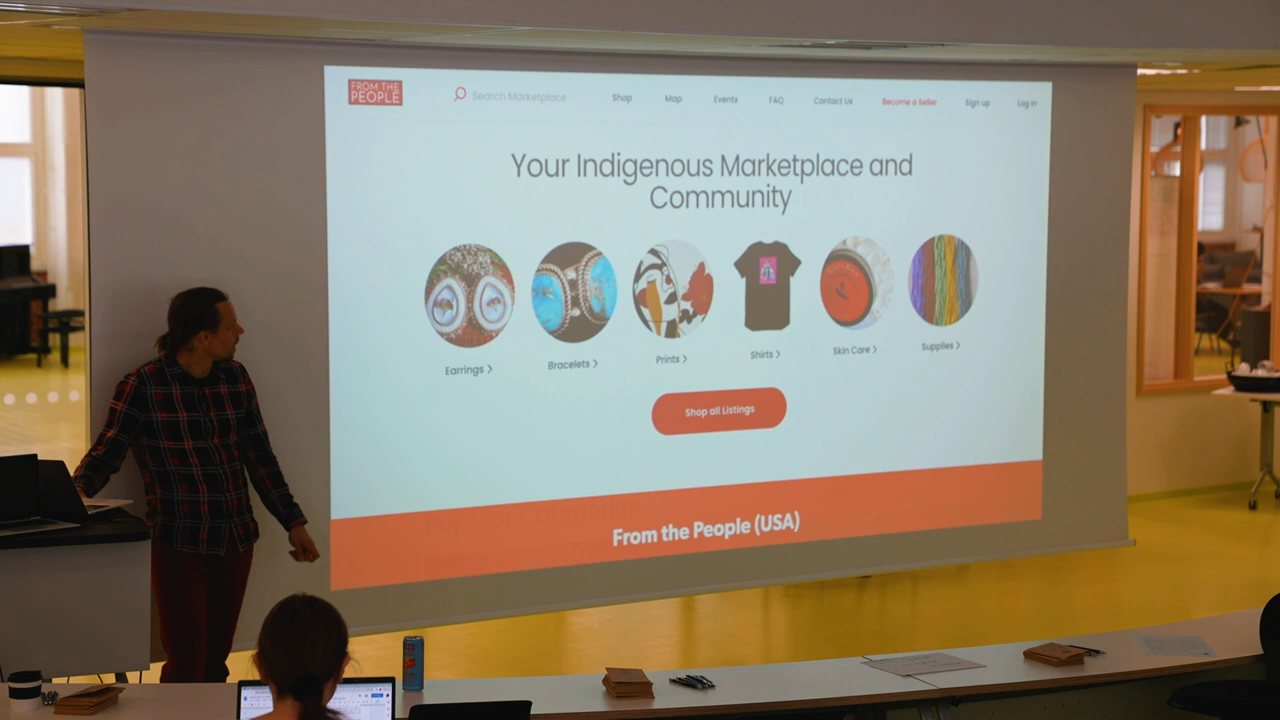 FROM THE
PEOPLE
Search Marketplace
Shop
Map
Events
FAQ
Contact Us
Become a Seller
Sign up
Log in
Your Indigenous Marketplace and
Community
Earrings >
Bracelets >
Prints >
Shirts >
Skin Care >
Supplies >
Shop all Listings
From the People (USA)